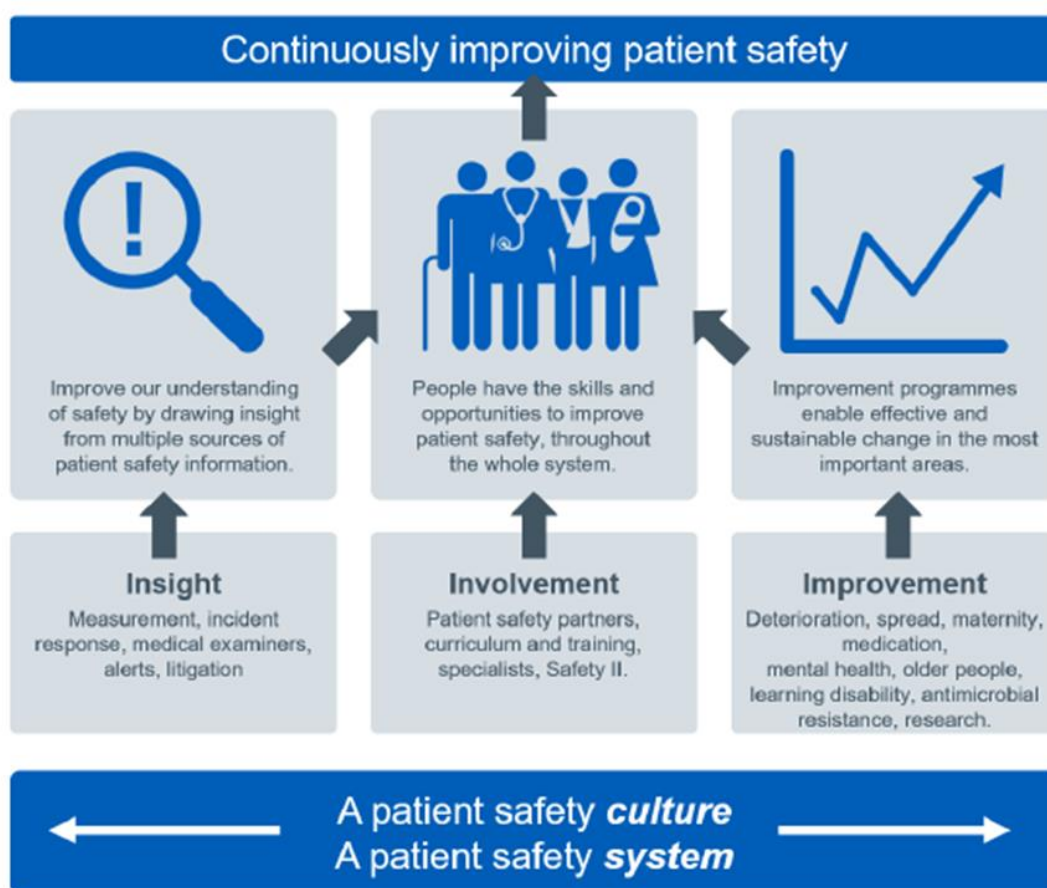 Continuously improving patient safety
!
Improve our understanding
of safety by drawing insight
from multiple sources of
patient safety information.
People have the skills and
opportunities to improve
patient safety, throughout
the whole system.
Improvement programmes
enable effective and
sustainable change in the most
important areas.
Insight
Measurement, incident
response, medical examiners,
alerts, litigation
Involvement
Patient safety partners,
curriculum and training,
specialists, Safety II.
Improvement
Deterioration, spread, maternity,
medication,
mental health, older people,
learning disability, antimicrobial
resistance, research.
A patient safety culture
A patient safety system